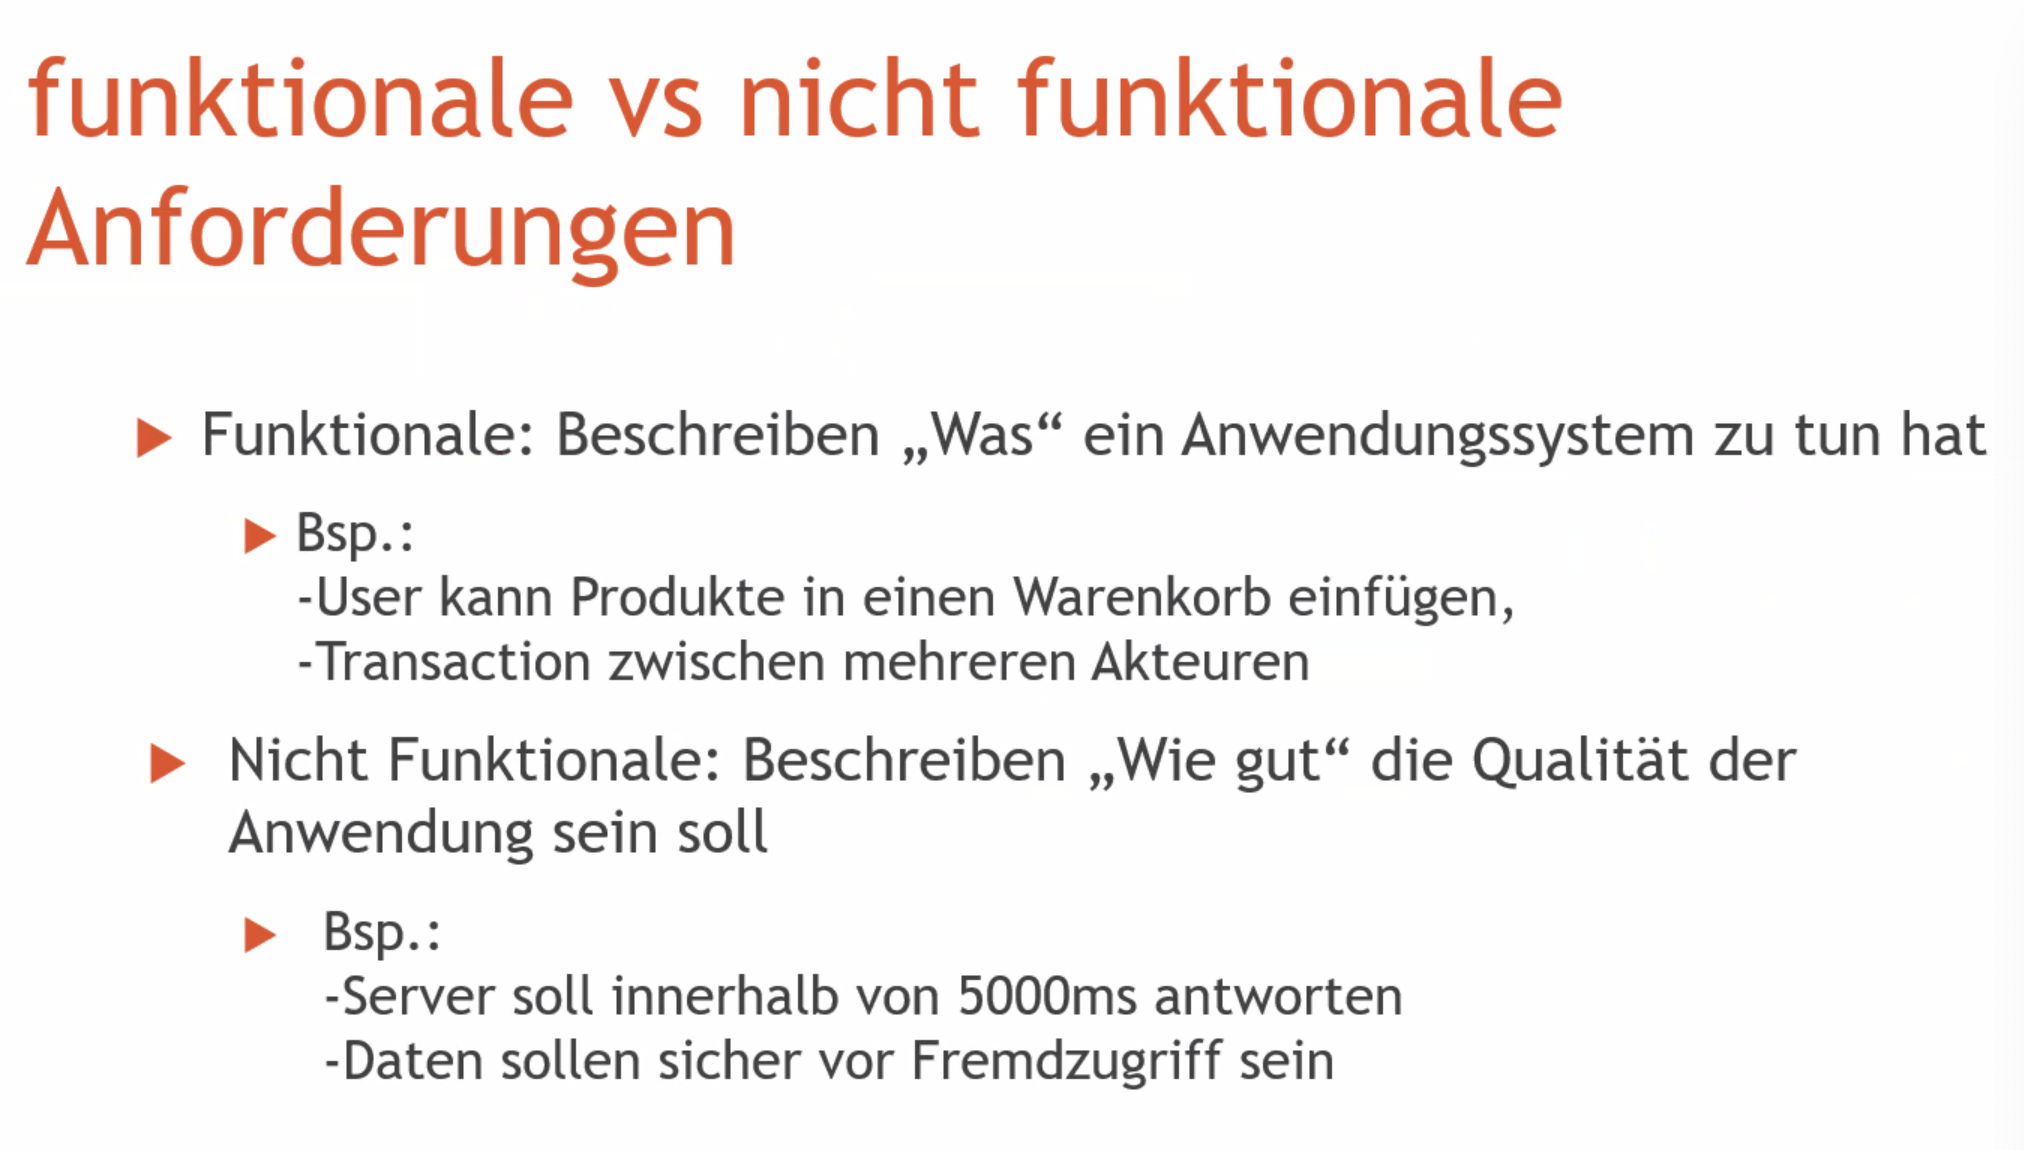 funktionale vs nicht funktionale
Anforderungen
Funktionale: Beschreiben „Was“ ein Anwendungssystem zu tun hat
Bsp.:
-User kann Produkte in einen Warenkorb einfügen,
-Transaction zwischen mehreren Akteuren
Nicht Funktionale: Beschreiben „Wie gut“ die Qualität der
Anwendung sein soll
Bsp.:
-Server soll innerhalb von 5000ms antworten
-Daten sollen sicher vor Fremdzugriff sein